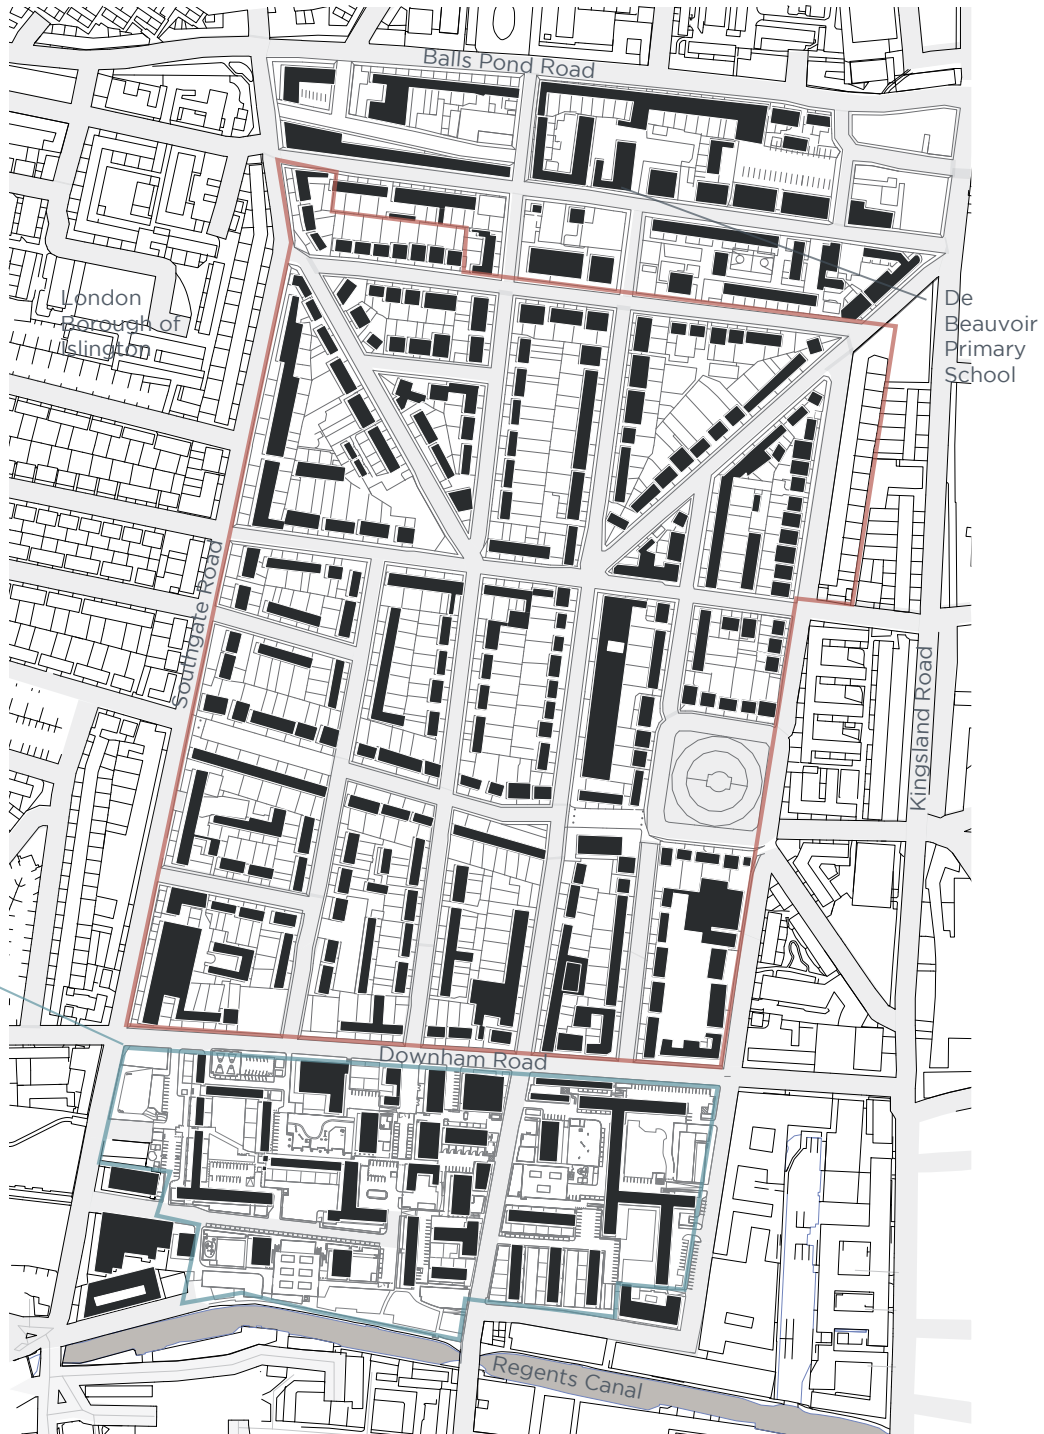 Balls Pond Road
London
Borough of
Islington
De
Beauvoir
Primary
School
Southgate Road
Kingsland Road
Downham Road
Regents Canal